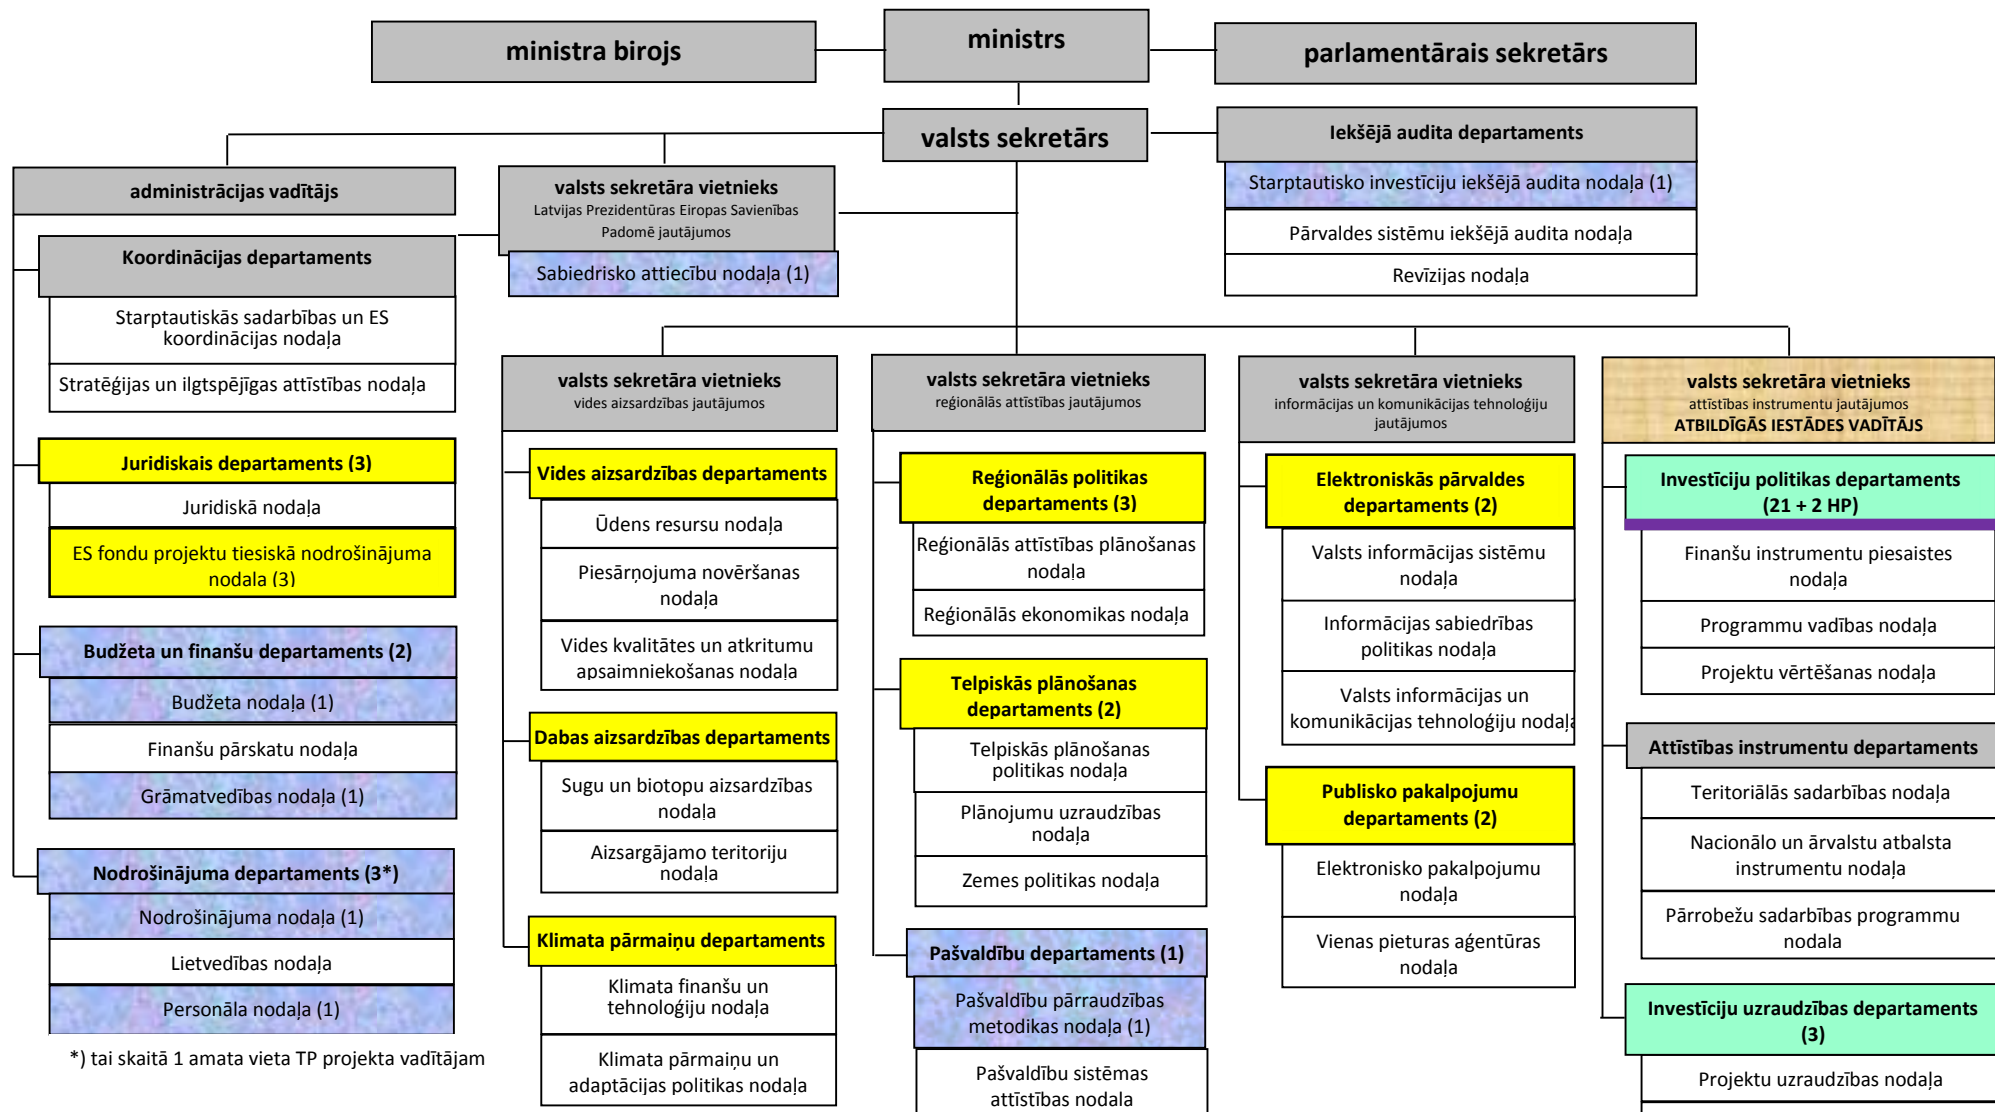 ministra birojs
ministrs
parlamentārais sekretārs
valsts sekretārs
Iekšējā audita departaments
Starptautisko investīciju iekšējā audita nodaļa (1)
Pārvaldes sistēmu iekšējā audita nodaļa
Revīzijas nodaļa
administrācijas vadītājs
valsts sekretāra vietnieks
Latvijas Prezidentūras Eiropas Savienības
Padomē jautājumos
Sabiedrisko attiecību nodaļa (1)
Koordinācijas departaments
Starptautiskās sadarbības un ES
koordinācijas nodaļa
Stratēģijas un ilgtspējīgas attīstības nodaļa
Juridiskais departaments (3)
Juridiskā nodaļa
ES fondu projektu tiesiskā nodrošinājuma
nodala (3)
Budžeta un finanšu departaments (2)
Budžeta nodaļa (1)
Finanšu pārskatu nodaļa
Grāmatvedības nodaļa (1)
Nodrošinājuma departaments (3*)
Nodrošinājuma nodaļa (1)
Lietvedības nodaļa
Personāla nodaļa (1)
*) tai skaitā 1 amata vieta TP projekta vadītājam
valsts sekretāra vietnieks
vides aizsardzības jautājumos
Vides aizsardzības departaments
Ūdens resursu nodaļa
Piesārņojuma novēršanas
nodaļa
Vides kvalitātes un atkritumu
apsaimniekošanas nodaļa
Dabas aizsardzības departaments
Sugu un biotopu aizsardzības
nodaļa
Aizsargājamo teritoriju
nodaļa
Klimata pārmaiņu departaments
Klimata finanšu un
tehnoloģiju nodaļa
Klimata pārmaiņu un
adaptācijas politikas nodaļa
valsts sekretāra vietnieks
reģionālās attīstības jautājumos
Reģionālās politikas
departaments (3)
Reģionālās attīstības plānošanas
nodaļa
Reģionālās ekonomikas nodaļa
Telpiskās plānošanas
departaments (2)
Telpiskās plānošanas
politikas nodaļa
Plānojumu uzraudzības
nodaļa
Zemes politikas nodaļa
Pašvaldību departaments (1)
Pašvaldību pārraudzības
metodikas nodaļa (1)
Pašvaldību sistēmas
attīstības nodala
valsts sekretāra vietnieks
informācijas un komunikācijas tehnoloģiju
jautājumos
Elektroniskās pārvaldes
departaments (2)
Valsts informācijas sistēmu
nodaļa
Informācijas sabiedrības
politikas nodaļa
Valsts informācijas un
komunikācijas tehnoloģiju nodaļa
Publisko pakalpojumu
departaments (2)
Elektronisko pakalpojumu
nodaļa
Vienas pieturas aģentūras
nodaļa
valsts sekretāra vietnieks
attīstības instrumentu jautājumos
ATBILDĪGĀS IESTĀDES VADĪTĀJS
Investīciju politikas departaments
(21 + 2 HP)
Finanšu instrumentu piesaistes
nodaļa
Programmu vadības nodaļa
Projektu vērtēšanas nodaļa
Attīstības instrumentu departaments
Teritoriālās sadarbības nodaļa
Nacionālo un ārvalstu atbalsta
instrumentu nodaļa
Pārrobežu sadarbības programmu
nodala
Investīciju uzraudzības departaments
(3)
Projektu uzraudzības nodaļa